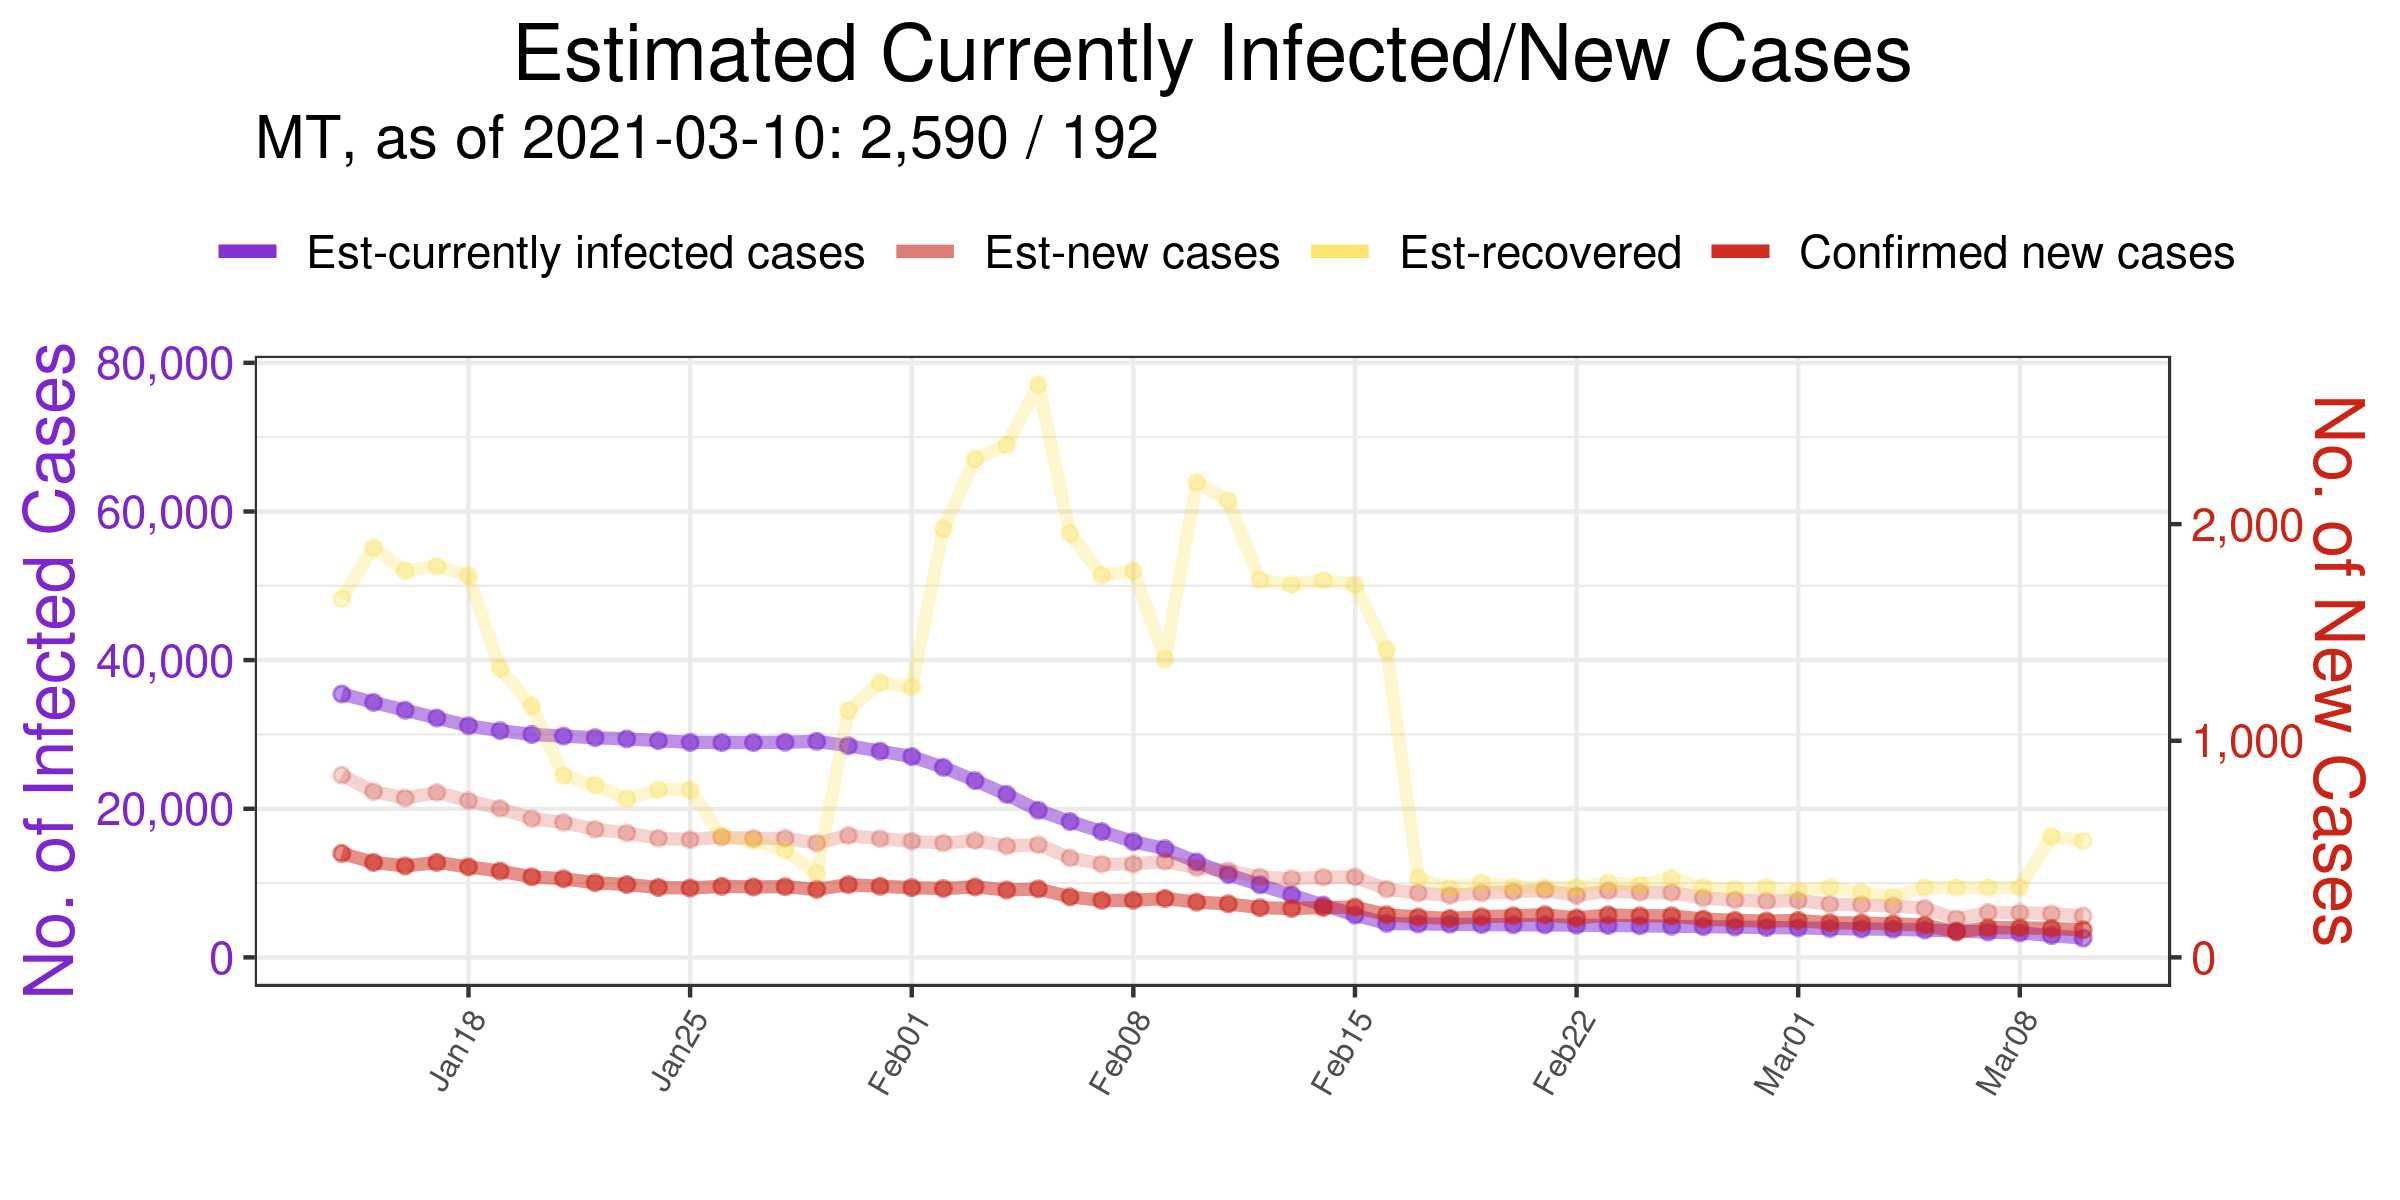 Estimated Currently Infected/New Cases
MT, as of 2021-03-10: 2,590 / 192
Est-currently infected cases Est-new cases Est-recovered Confirmed new cases
No. of Infected Cases
80,000
60,000
40,000
20,000
0
2,000
1,000
0
No. of New Cases
Jan18 Jan25 Feb01 Feb08 Feb15 Feb22 Mar01 Mar08